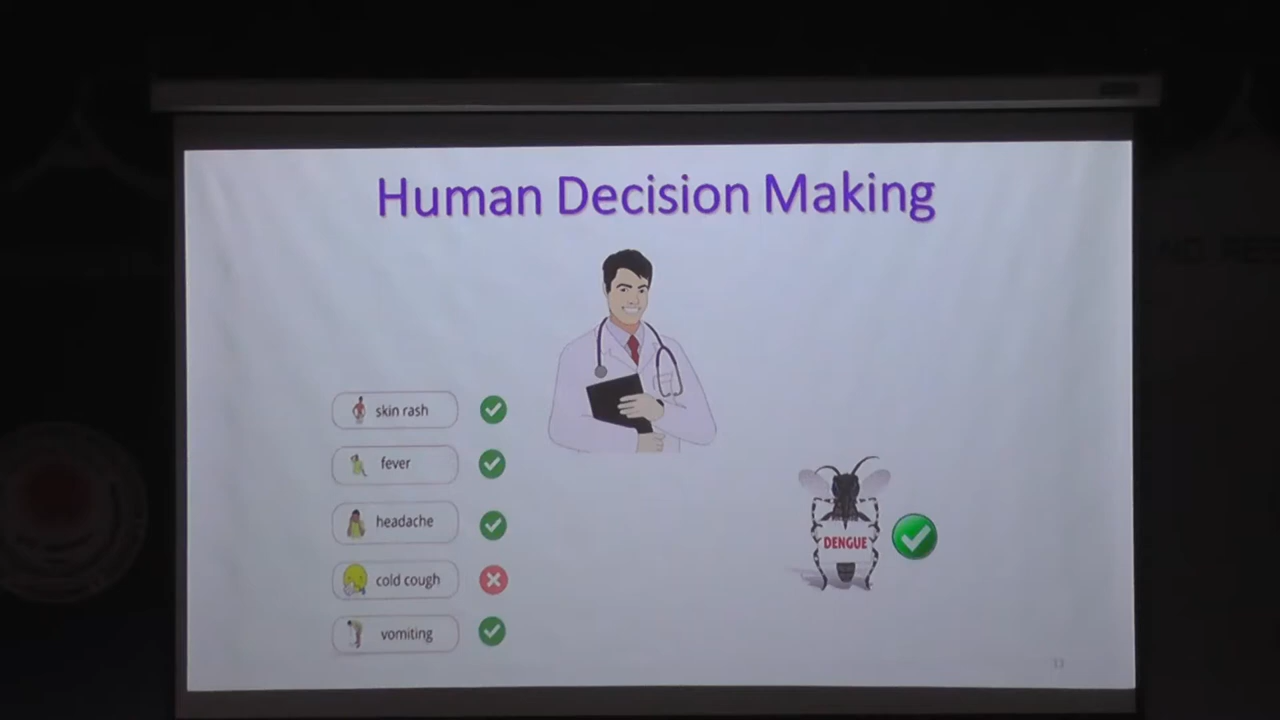 Human Decision Making
skin rash
fever
headache
cold cough
vomiting
DENGUE